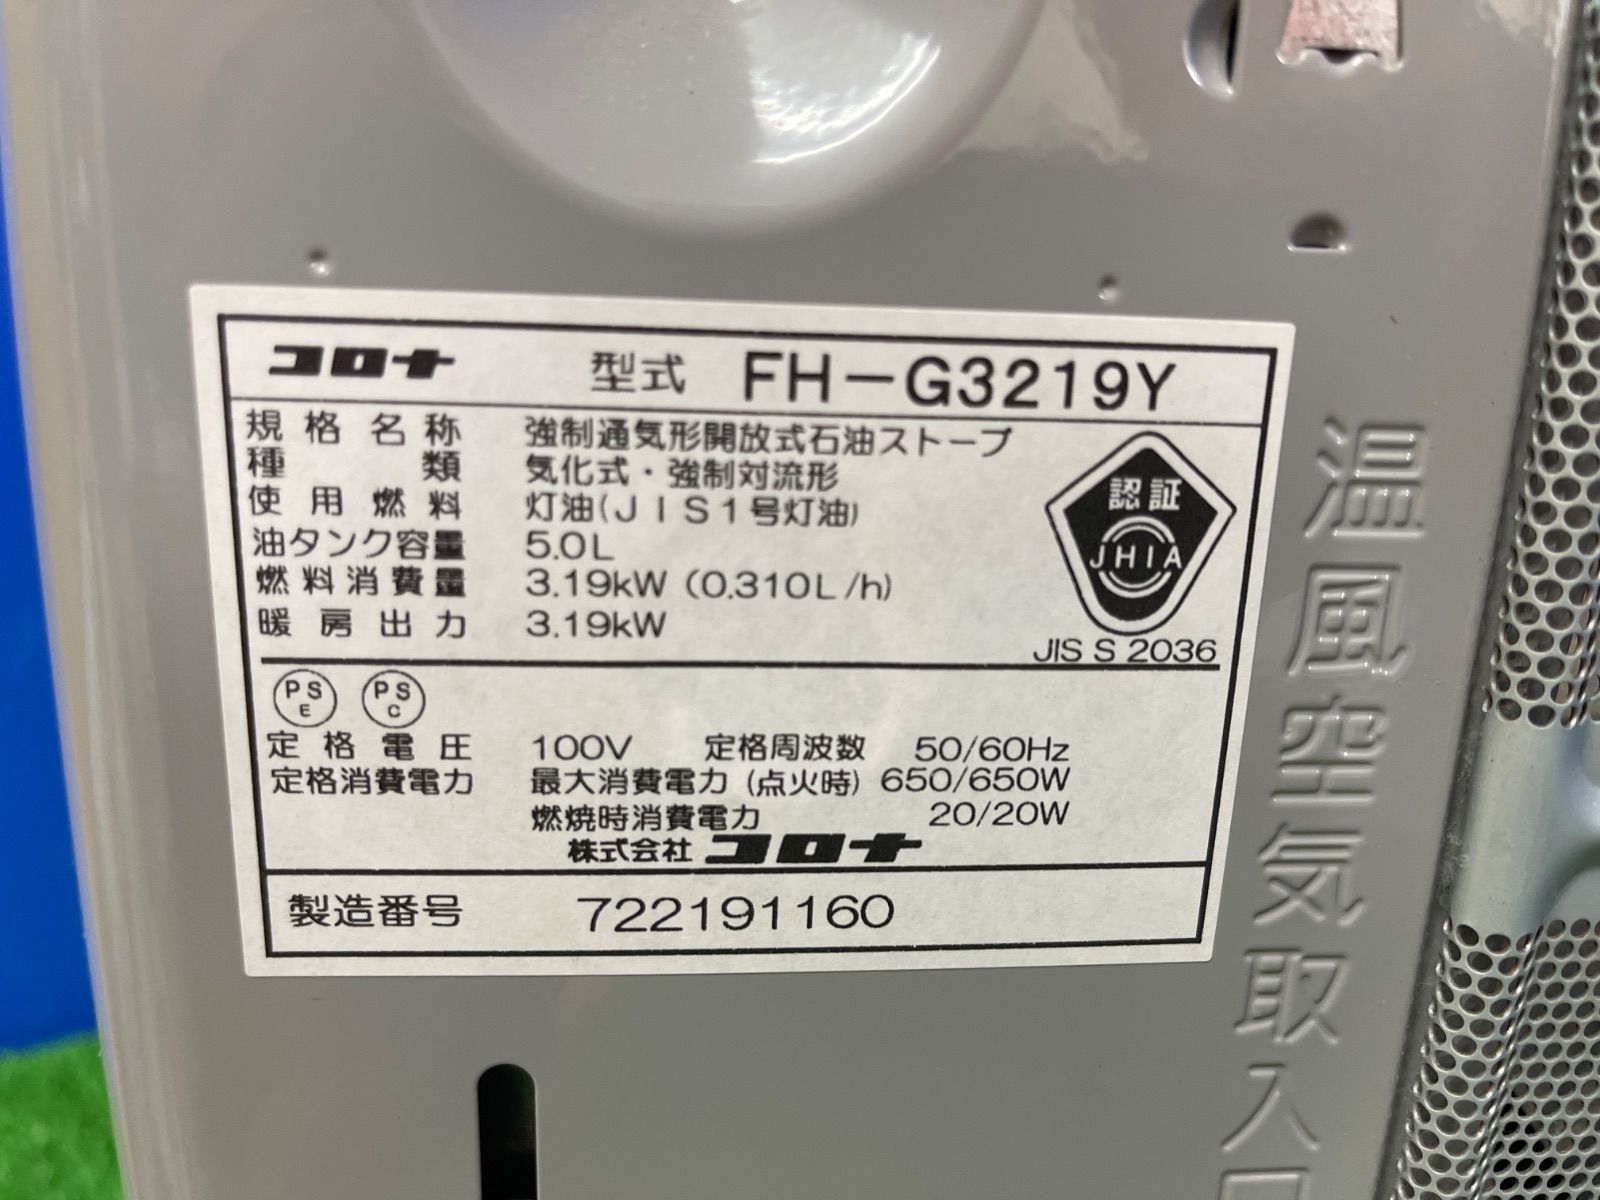 コロナ 型式 FH-G3219Y
規格名称 強制通気形開放式石油ストーブ
種類 気化式・強制対流形
使用燃料 灯油(JIS1号灯油)
油タンク容量 5.0L
燃料消費量 3.19kW (0.310L/h)
暖房出力 3.19kW
認証
JHIA
JIS S 2036
PS E PS C
定格電圧 100V 定格周波数 50/60Hz
定格消費電力 最大消費電力(点火時) 650/650W
燃焼時消費電力 20/20W
株式会社 コロナ
製造番号 722191160
温風空気取入口